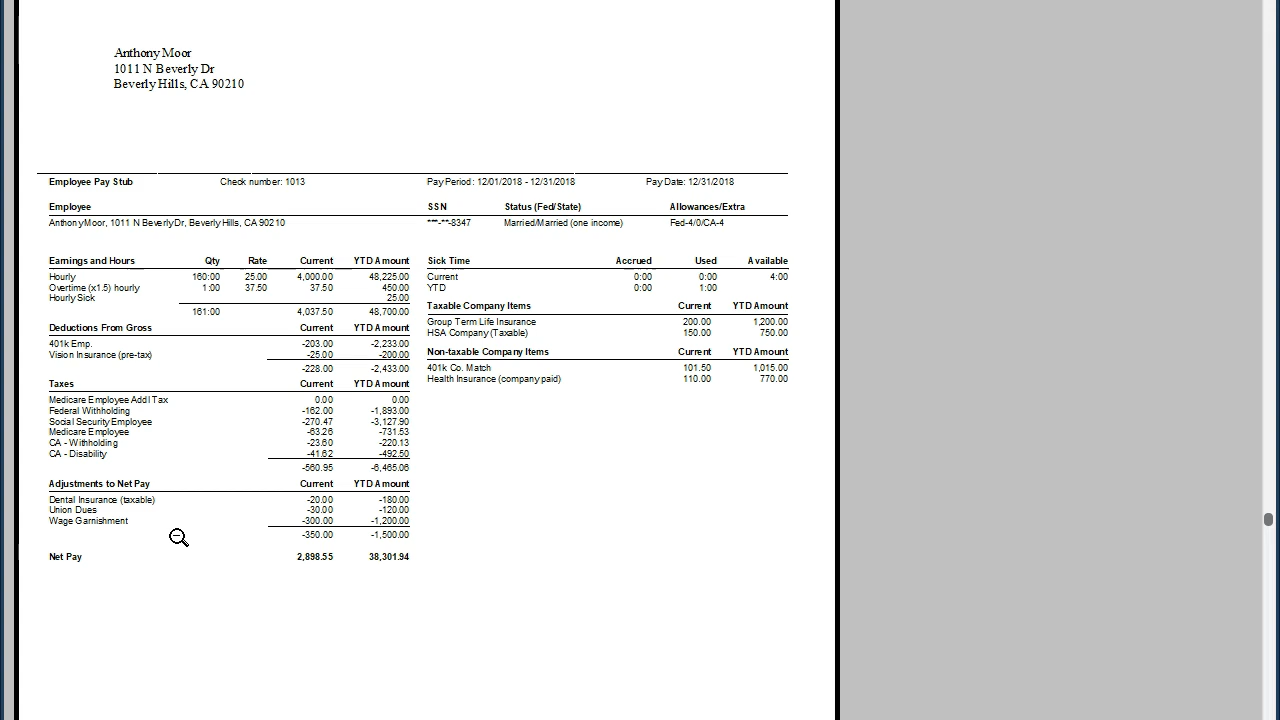 Anthony Moor
1011 N Beverly Dr
Beverly Hills, CA 90210
Employee Pay Stub Check number: 1013 Pay Period: 12/01/2018 - 12/31/2018 Pay Date: 12/31/2018
Employee SSN Status (Fed/State) Allowances/Extra
Anthony Moor, 1011 N Beverly Dr, Beverly Hills, CA 90210 ***-**-8347 Married/Married (one income) Fed-4/0/CA-4
Earnings and Hours Qty Rate Current YTD Amount
Hourly 160:00 25.00 4,000.00 48,225.00
Overtime (x1.5) hourly 1:00 37.50 37.50 450.00
Hourly Sick 25.00
161:00 4,037.50 48,700.00
Deductions From Gross Current YTD Amount
401k Emp. -203.00 -2,233.00
Vision Insurance (pre-tax) -25.00 -200.00
-228.00 -2,433.00
Taxes Current YTD Amount
Medicare Employee Addl Tax 0.00 0.00
Federal Withholding -162.00 -1,893.00
Social Security Employee -270.47 -3,127.90
Medicare Employee -63.26 -731.53
CA - Withholding -23.60 -220.13
CA - Disability -41.62 -492.50
-560.95 -6,465.06
Adjustments to Net Pay Current YTD Amount
Dental Insurance (taxable) -20.00 -180.00
Union Dues -30.00 -120.00
Wage Garnishment -300.00 -1,200.00
-350.00 -1,500.00
Net Pay 2,898.55 38,301.94
Sick Time Accrued Used Available
Current 0:00 0:00 4:00
YTD 0:00 1:00
Taxable Company Items Current YTD Amount
Group Term Life Insurance 200.00 1,200.00
HSA Company (Taxable) 150.00 750.00
Non-taxable Company Items Current YTD Amount
401k Co. Match 101.50 1,015.00
Health Insurance (company paid) 110.00 770.00